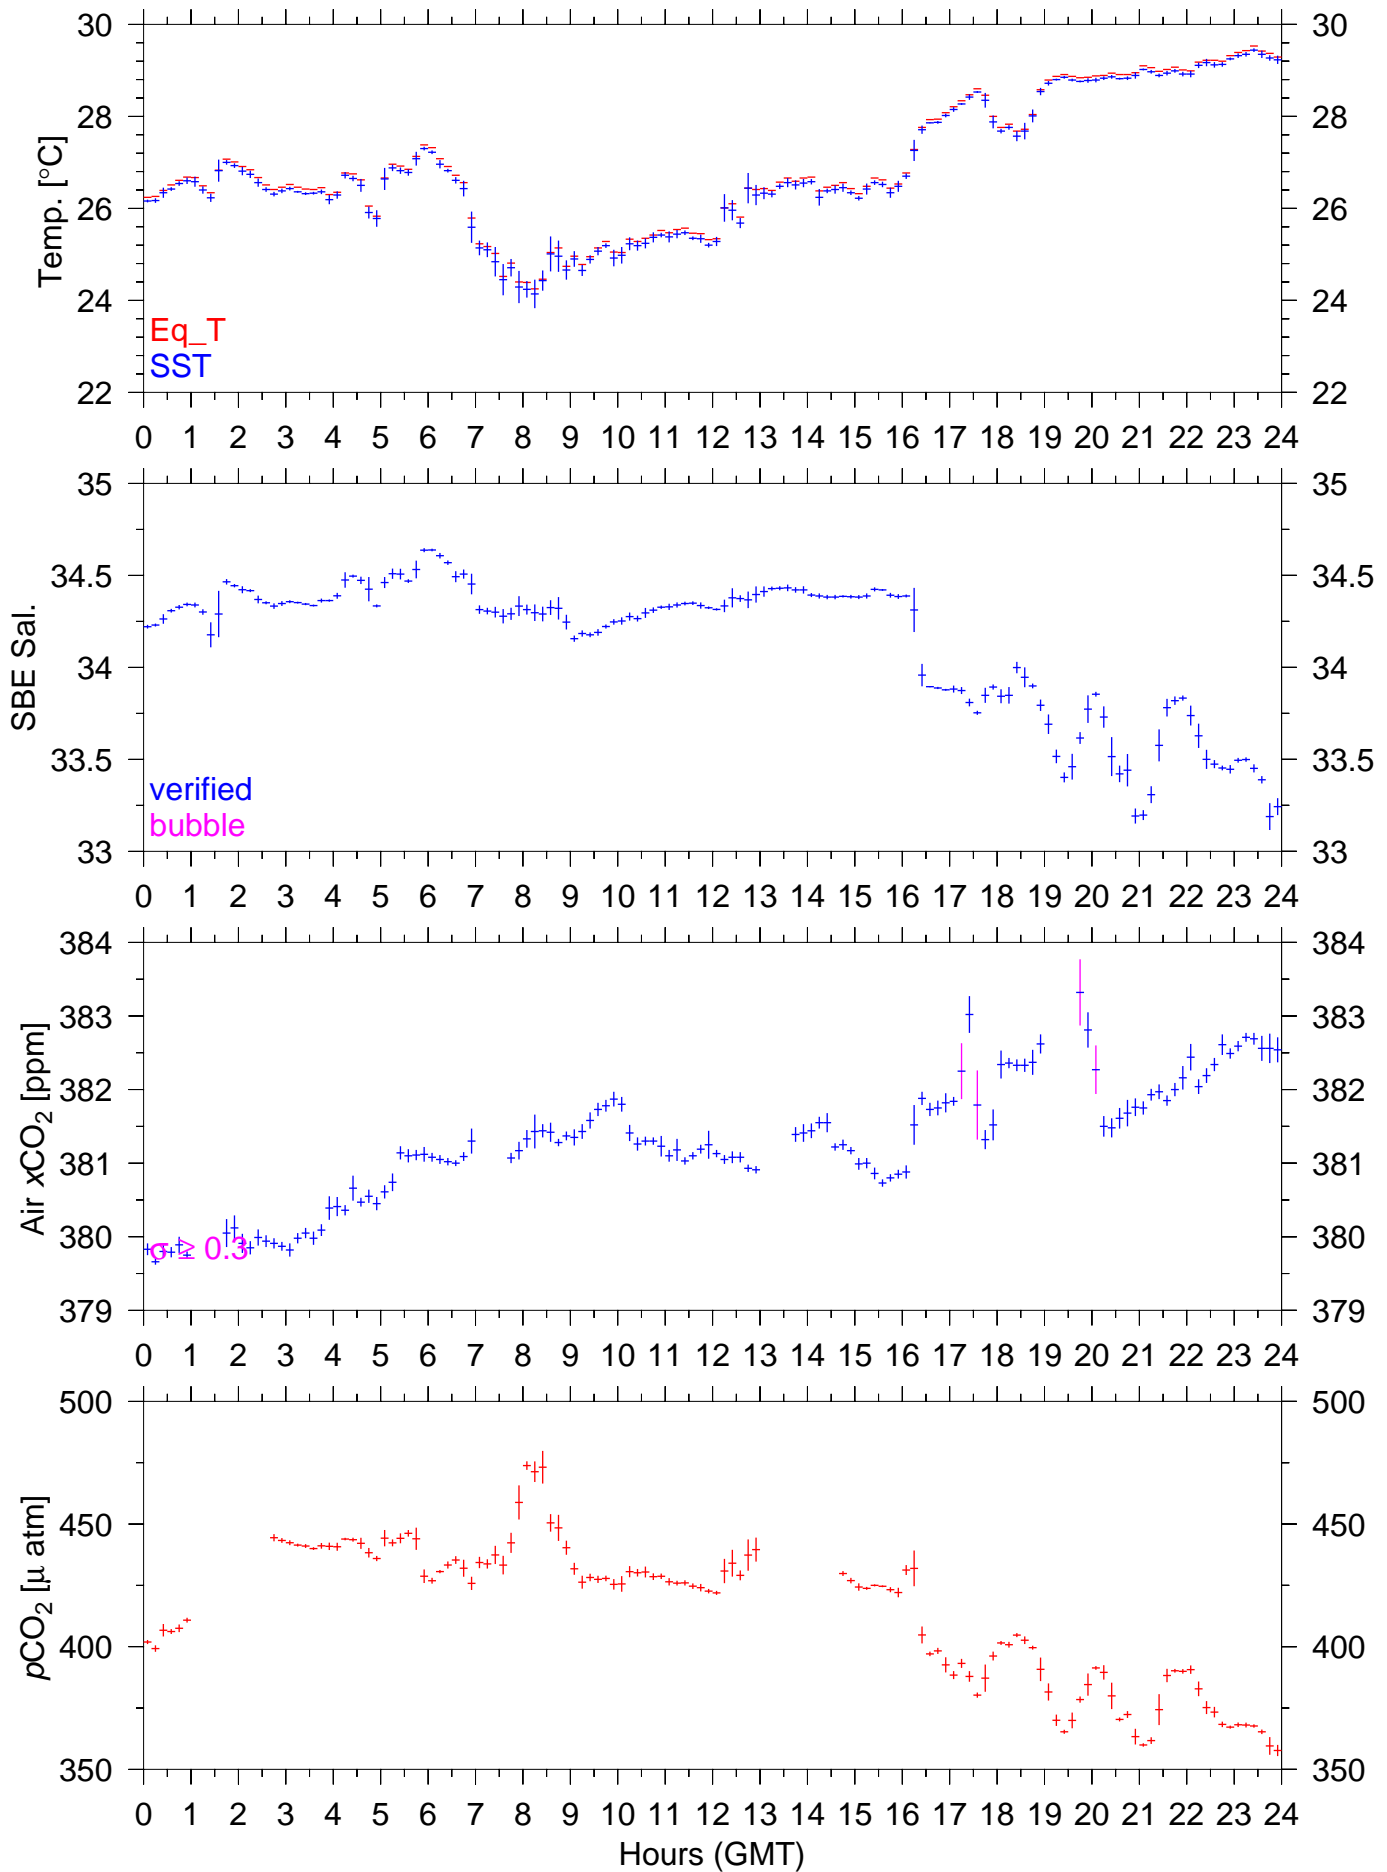 30 30
28 28
26 26
24 24
22 22
Temp. [°C]
Eq_T
SST
0 1 2 3 4 5 6 7 8 9 10 11 12 13 14 15 16 17 18 19 20 21 22 23 24
35 35
34.5 34.5
34 34
33.5 33.5
33 33
SBE Sal.
verified
bubble
0 1 2 3 4 5 6 7 8 9 10 11 12 13 14 15 16 17 18 19 20 21 22 23 24
384 384
383 383
382 382
381 381
380 380
379 379
Air xCO₂ [ppm]
σ ≥ 0.3
0 1 2 3 4 5 6 7 8 9 10 11 12 13 14 15 16 17 18 19 20 21 22 23 24
500 500
450 450
400 400
350 350
pCO₂ [μ atm]
0 1 2 3 4 5 6 7 8 9 10 11 12 13 14 15 16 17 18 19 20 21 22 23 24
Hours (GMT)